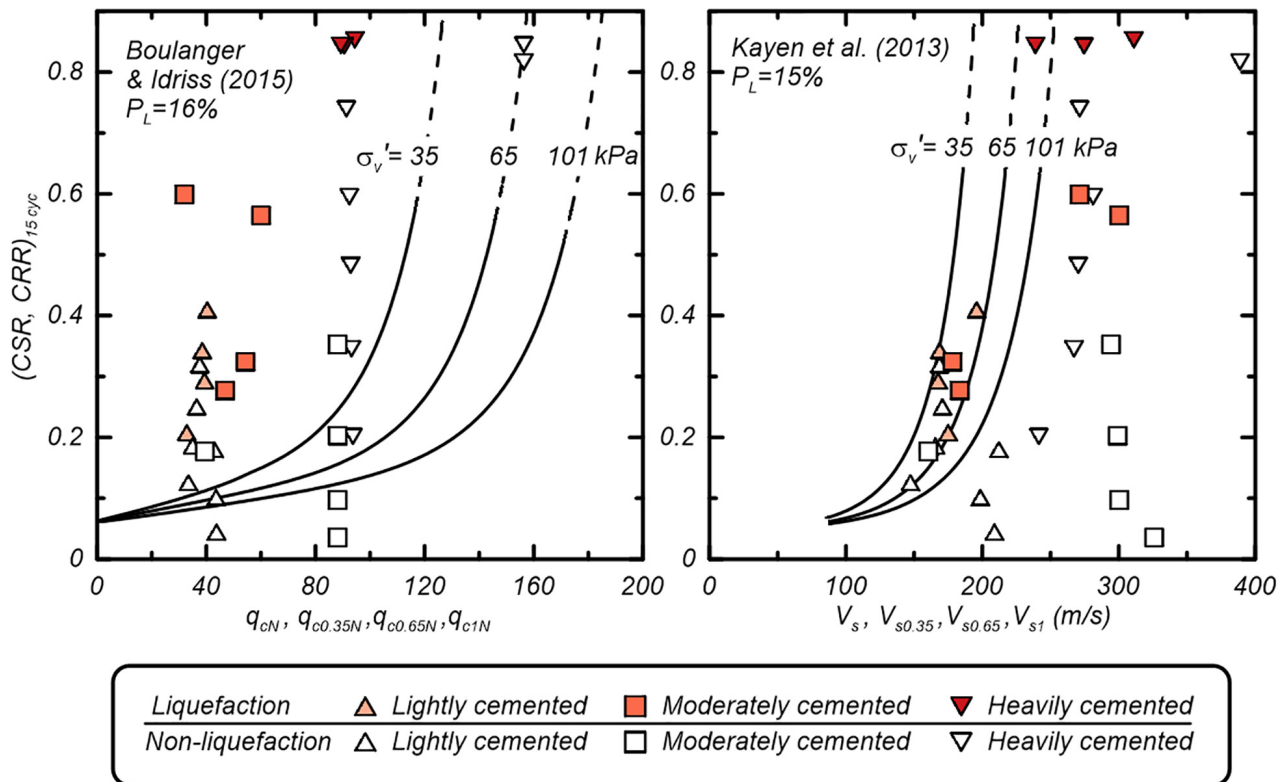 Boulanger
& Idriss (2015)
P_L=16%
σ_v'= 35 65 101 kPa
(CSR, CRR)_15 cyc
0.8
0.6
0.4
0.2
0
0 40 80 120 160 200
q_cN, q_c0.35N, q_c0.65N, q_c1N
Kayen et al. (2013)
P_L=15%
σ_v'= 35 65 101 kPa
0.8
0.6
0.4
0.2
0
0 100 200 300 400
V_s, V_s0.35, V_s0.65, V_s1 (m/s)
Liquefaction Lightly cemented Moderately cemented Heavily cemented
Non-liquefaction Lightly cemented Moderately cemented Heavily cemented